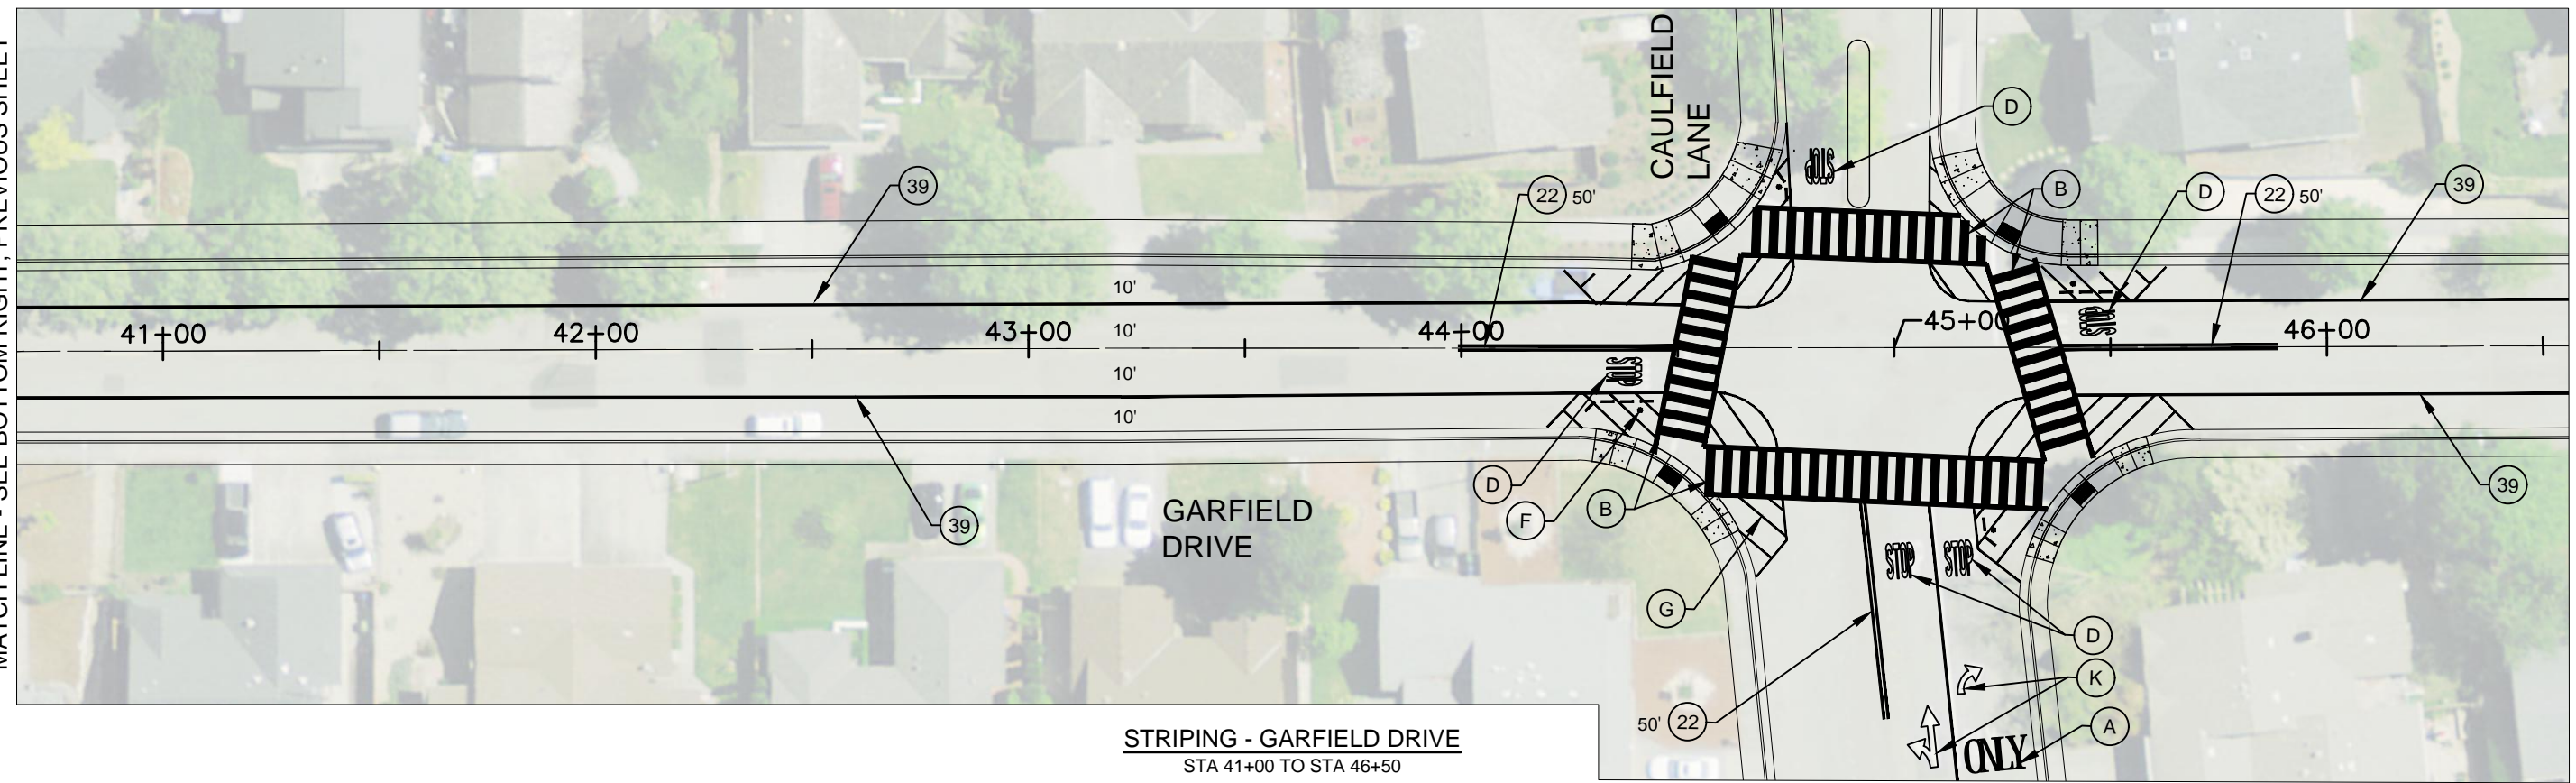 MATCH LINE - SEE BOTTOM RIGHT, PREVIOUS SHEET
CAULFIELD
LANE
D
STOP
39
22 50'
B
D
22 50'
39
10'
41+00
42+00
43+00
44+00
45+00
46+00
10'
STOP
STOP
10'
10'
D
F
B
39
39
GARFIELD
DRIVE
STOP
STOP
G
D
K
50' 22
A
ONLY
STRIPING - GARFIELD DRIVE
STA 41+00 TO STA 46+50